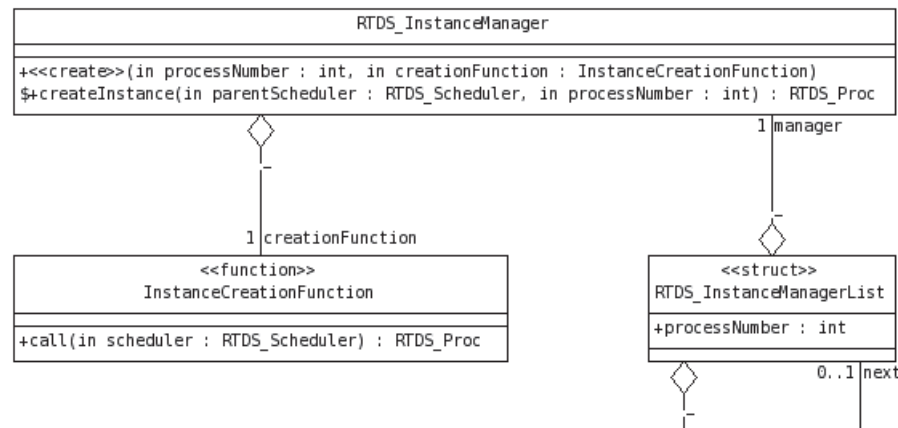 RTDS_InstanceManager
+<<create>>(in processNumber : int, in creationFunction : InstanceCreationFunction)
$+createInstance(in parentScheduler : RTDS_Scheduler, in processNumber : int) : RTDS_Proc
1 manager
1 creationFunction
<<function>>
InstanceCreationFunction
+call(in scheduler : RTDS_Scheduler) : RTDS_Proc
<<struct>>
RTDS_InstanceManagerList
+processNumber : int
0..1 next